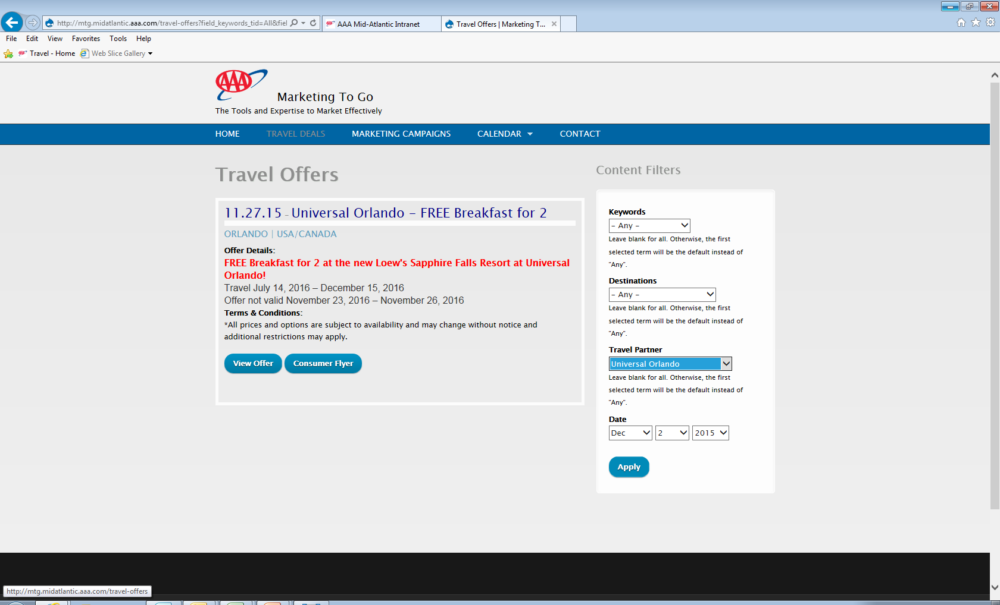 http://mtg.midatlantic.aaa.com/travel-offers?field_keywords_tid=All&fiel
AAA Mid-Atlantic Intranet
Travel Offers | Marketing T...
File Edit View Favorites Tools Help
Travel - Home Web Slice Gallery
AAA
Marketing To Go
The Tools and Expertise to Market Effectively
HOME TRAVEL DEALS MARKETING CAMPAIGNS CALENDAR CONTACT
Travel Offers
11.27.15 - Universal Orlando – FREE Breakfast for 2
ORLANDO | USA/CANADA
Offer Details:
FREE Breakfast for 2 at the new Loew's Sapphire Falls Resort at Universal
Orlando!
Travel July 14, 2016 – December 15, 2016
Offer not valid November 23, 2016 – November 26, 2016
Terms & Conditions:
*All prices and options are subject to availability and may change without notice and
additional restrictions may apply.
View Offer Consumer Flyer
Content Filters
Keywords
- Any -
Leave blank for all. Otherwise, the first
selected term will be the default instead of
"Any".
Destinations
- Any -
Leave blank for all. Otherwise, the first
selected term will be the default instead of
"Any".
Travel Partner
Universal Orlando
Leave blank for all. Otherwise, the first
selected term will be the default instead of
"Any".
Date
Dec 2 2015
Apply
http://mtg.midatlantic.aaa.com/travel-offers